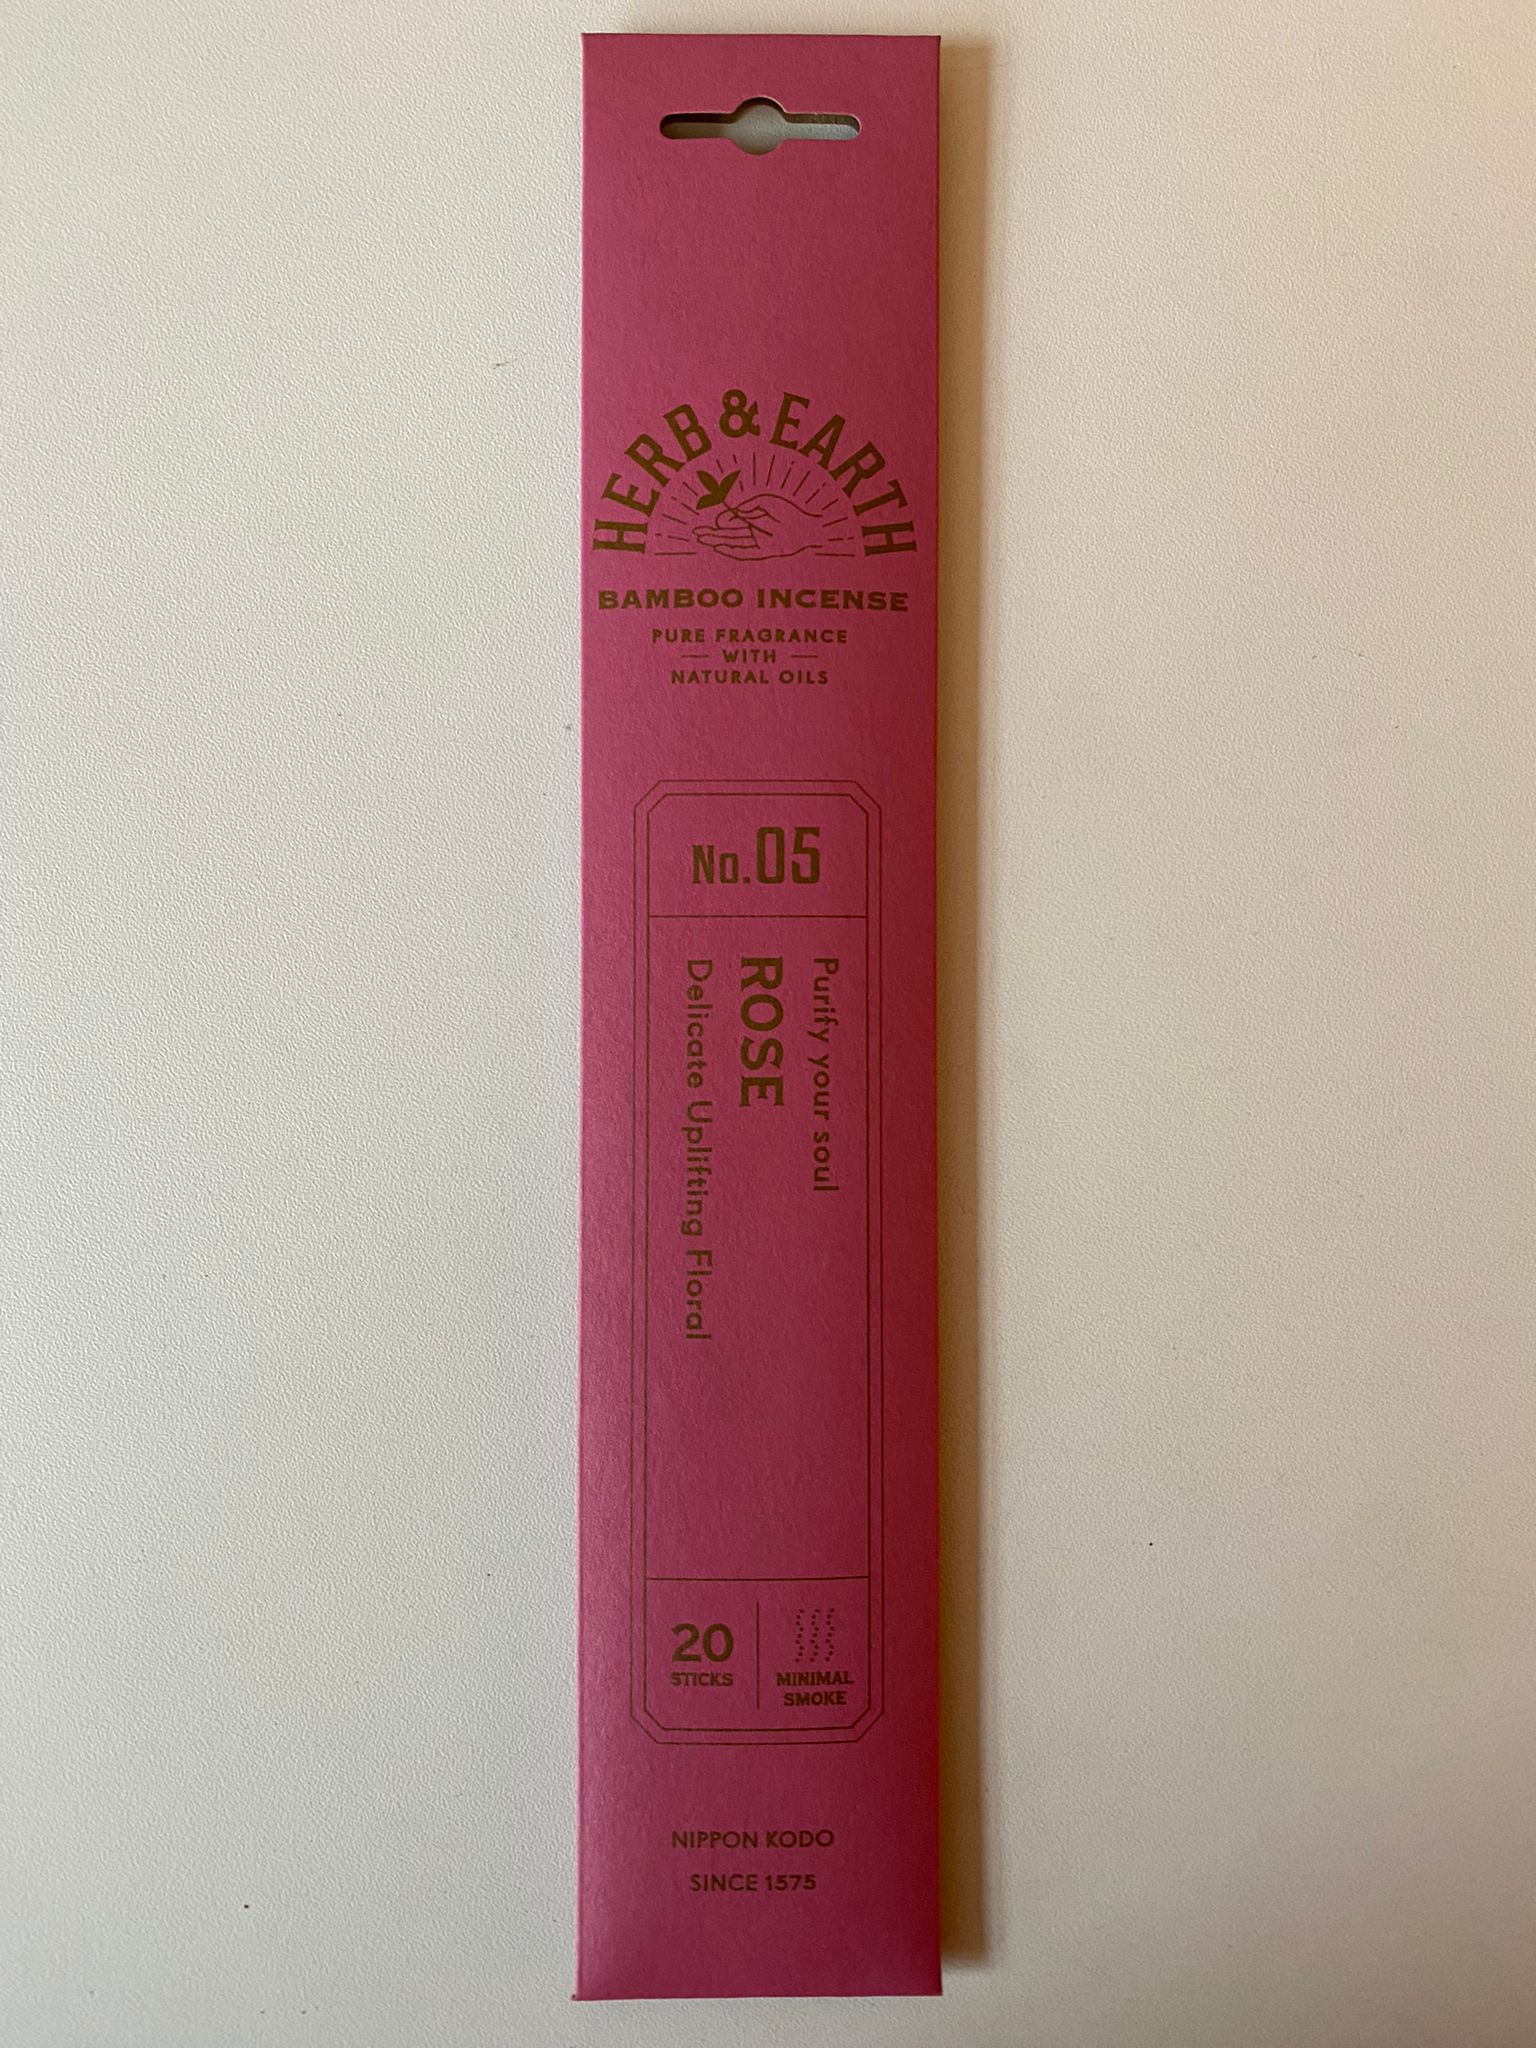 HERB & EARTH
BAMBOO INCENSE
PURE FRAGRANCE
WITH
NATURAL OILS
No.05
Purify your soul
ROSE
Delicate Uplifting Floral
20
STICKS
MINIMAL
SMOKE
NIPPON KODO
SINCE 1575